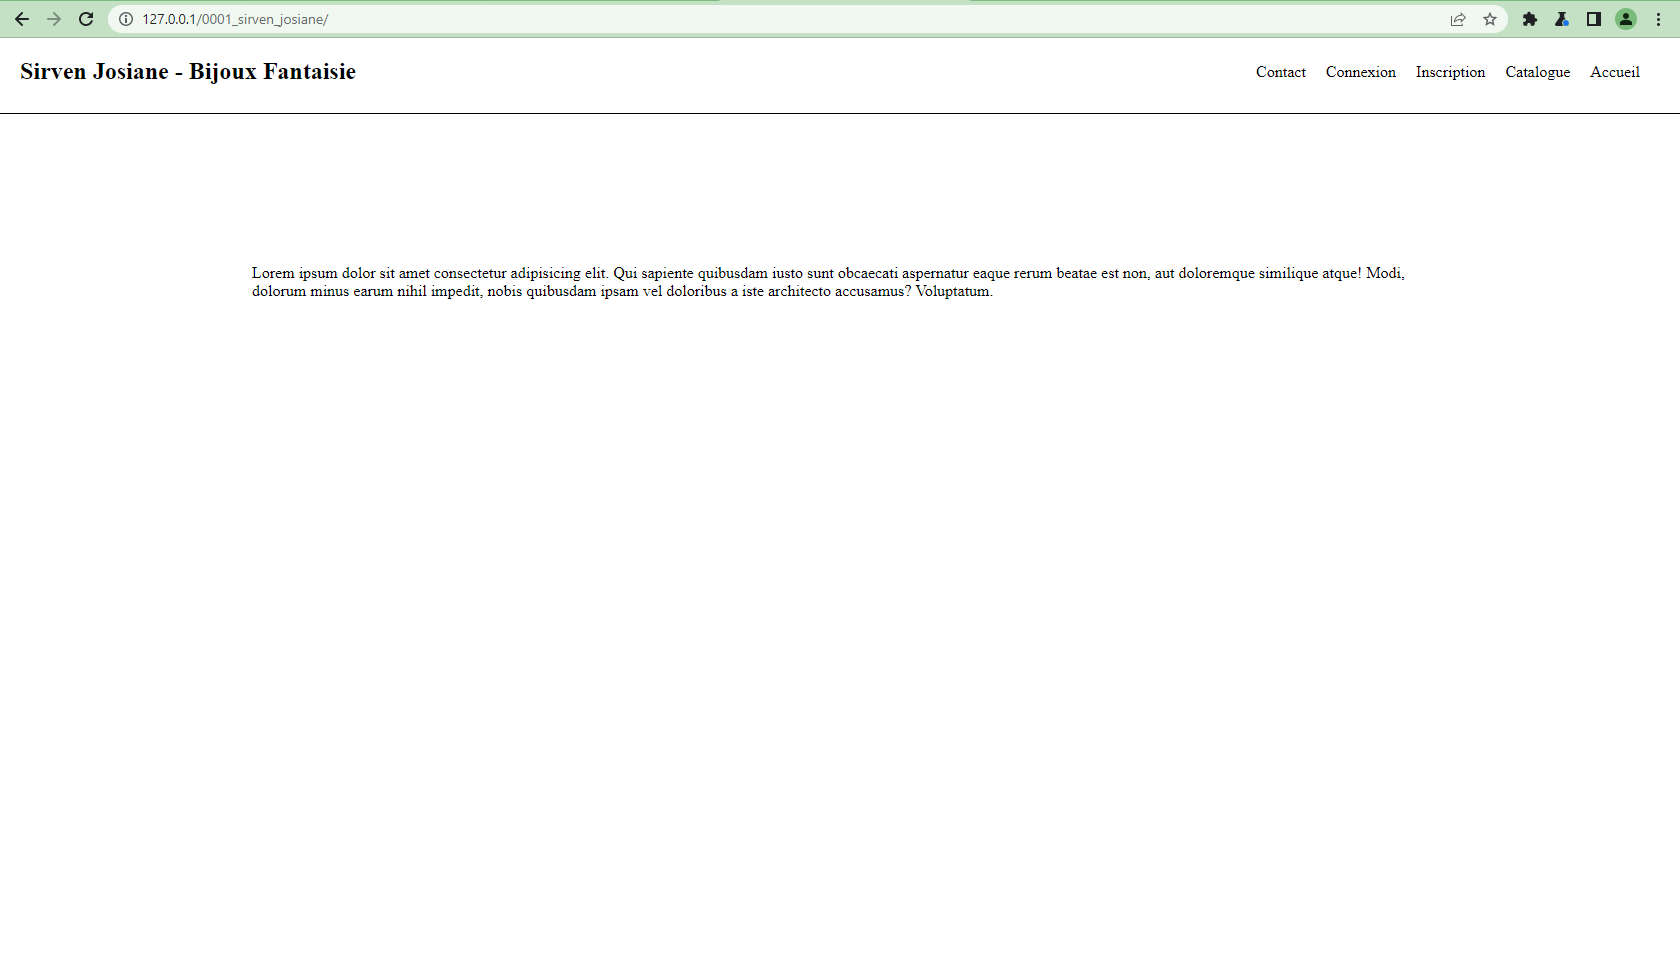 127.0.0.1/0001_sirven_josiane/
Sirven Josiane - Bijoux Fantaisie
Contact Connexion Inscription Catalogue Accueil
Lorem ipsum dolor sit amet consectetur adipisicing elit. Qui sapiente quibusdam iusto sunt obcaecati aspernatur eaque rerum beatae est non, aut doloremque similique atque! Modi,
dolorum minus earum nihil impedit, nobis quibusdam ipsam vel doloribus a iste architecto accusamus? Voluptatum.